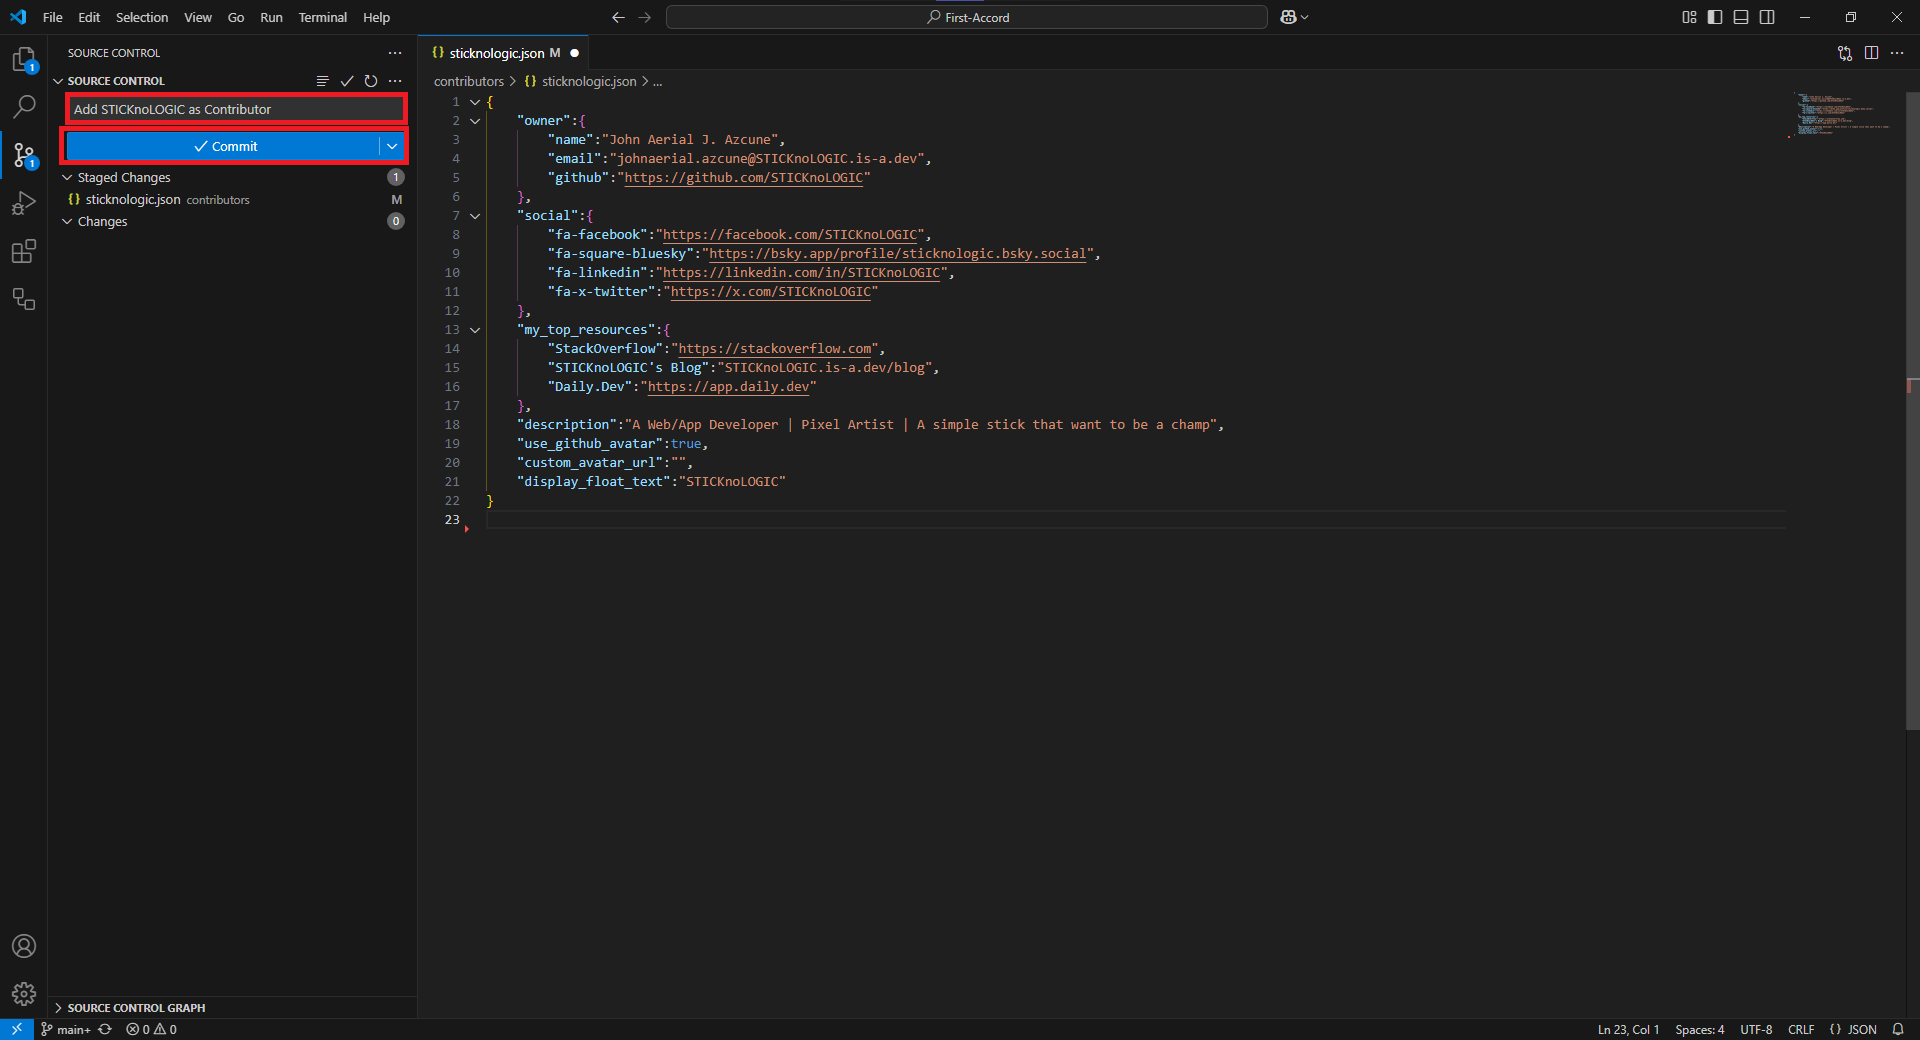 File Edit Selection View Go Run Terminal Help
First-Accord
SOURCE CONTROL
SOURCE CONTROL
Add STICKnoLOGIC as Contributor
Commit
Staged Changes 1
sticknologic.json contributors M
Changes 0
SOURCE CONTROL GRAPH
1
1
sticknologic.json M
contributors > sticknologic.json > ...
1 {
2 "owner":{
3 "name":"John Aerial J. Azcune",
4 "email":"johnaerial.azcune@STICKnoLOGIC.is-a.dev",
5 "github":"https://github.com/STICKnoLOGIC"
6 },
7 "social":{
8 "fa-facebook":"https://facebook.com/STICKnoLOGIC",
9 "fa-square-bluesky":"https://bsky.app/profile/sticknologic.bsky.social",
10 "fa-linkedin":"https://linkedin.com/in/STICKnoLOGIC",
11 "fa-x-twitter":"https://x.com/STICKnoLOGIC"
12 },
13 "my_top_resources":{
14 "StackOverflow":"https://stackoverflow.com",
15 "STICKnoLOGIC's Blog":"STICKnoLOGIC.is-a.dev/blog",
16 "Daily.Dev":"https://app.daily.dev"
17 },
18 "description":"A Web/App Developer | Pixel Artist | A simple stick that want to be a champ",
19 "use_github_avatar":true,
20 "custom_avatar_url":"",
21 "display_float_text":"STICKnoLOGIC"
22 }
23
main+ 0 0
Ln 23, Col 1 Spaces: 4 UTF-8 CRLF {} JSON